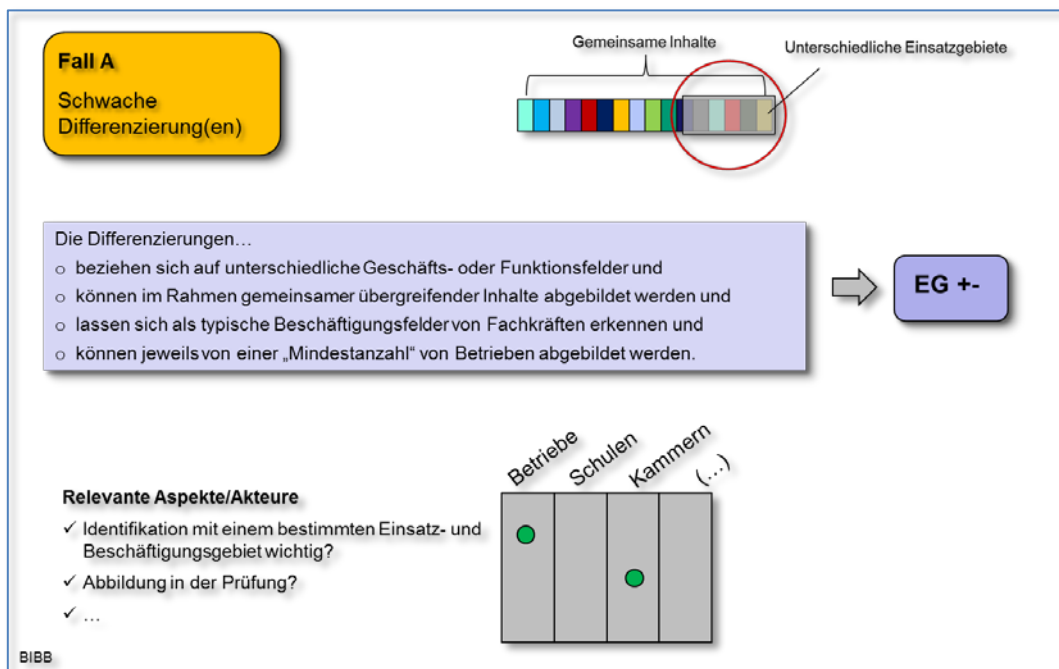 Fall A
Schwache
Differenzierung(en)
Gemeinsame Inhalte
Unterschiedliche Einsatzgebiete
Die Differenzierungen…
o beziehen sich auf unterschiedliche Geschäfts- oder Funktionsfelder und
o können im Rahmen gemeinsamer übergreifender Inhalte abgebildet werden und
o lassen sich als typische Beschäftigungsfelder von Fachkräften erkennen und
o können jeweils von einer „Mindestanzahl“ von Betrieben abgebildet werden.
EG +-
Betriebe
Schulen
Kammern
(…)
Relevante Aspekte/Akteure
✓ Identifikation mit einem bestimmten Einsatz- und
Beschäftigungsgebiet wichtig?
✓ Abbildung in der Prüfung?
✓ …
BIBB